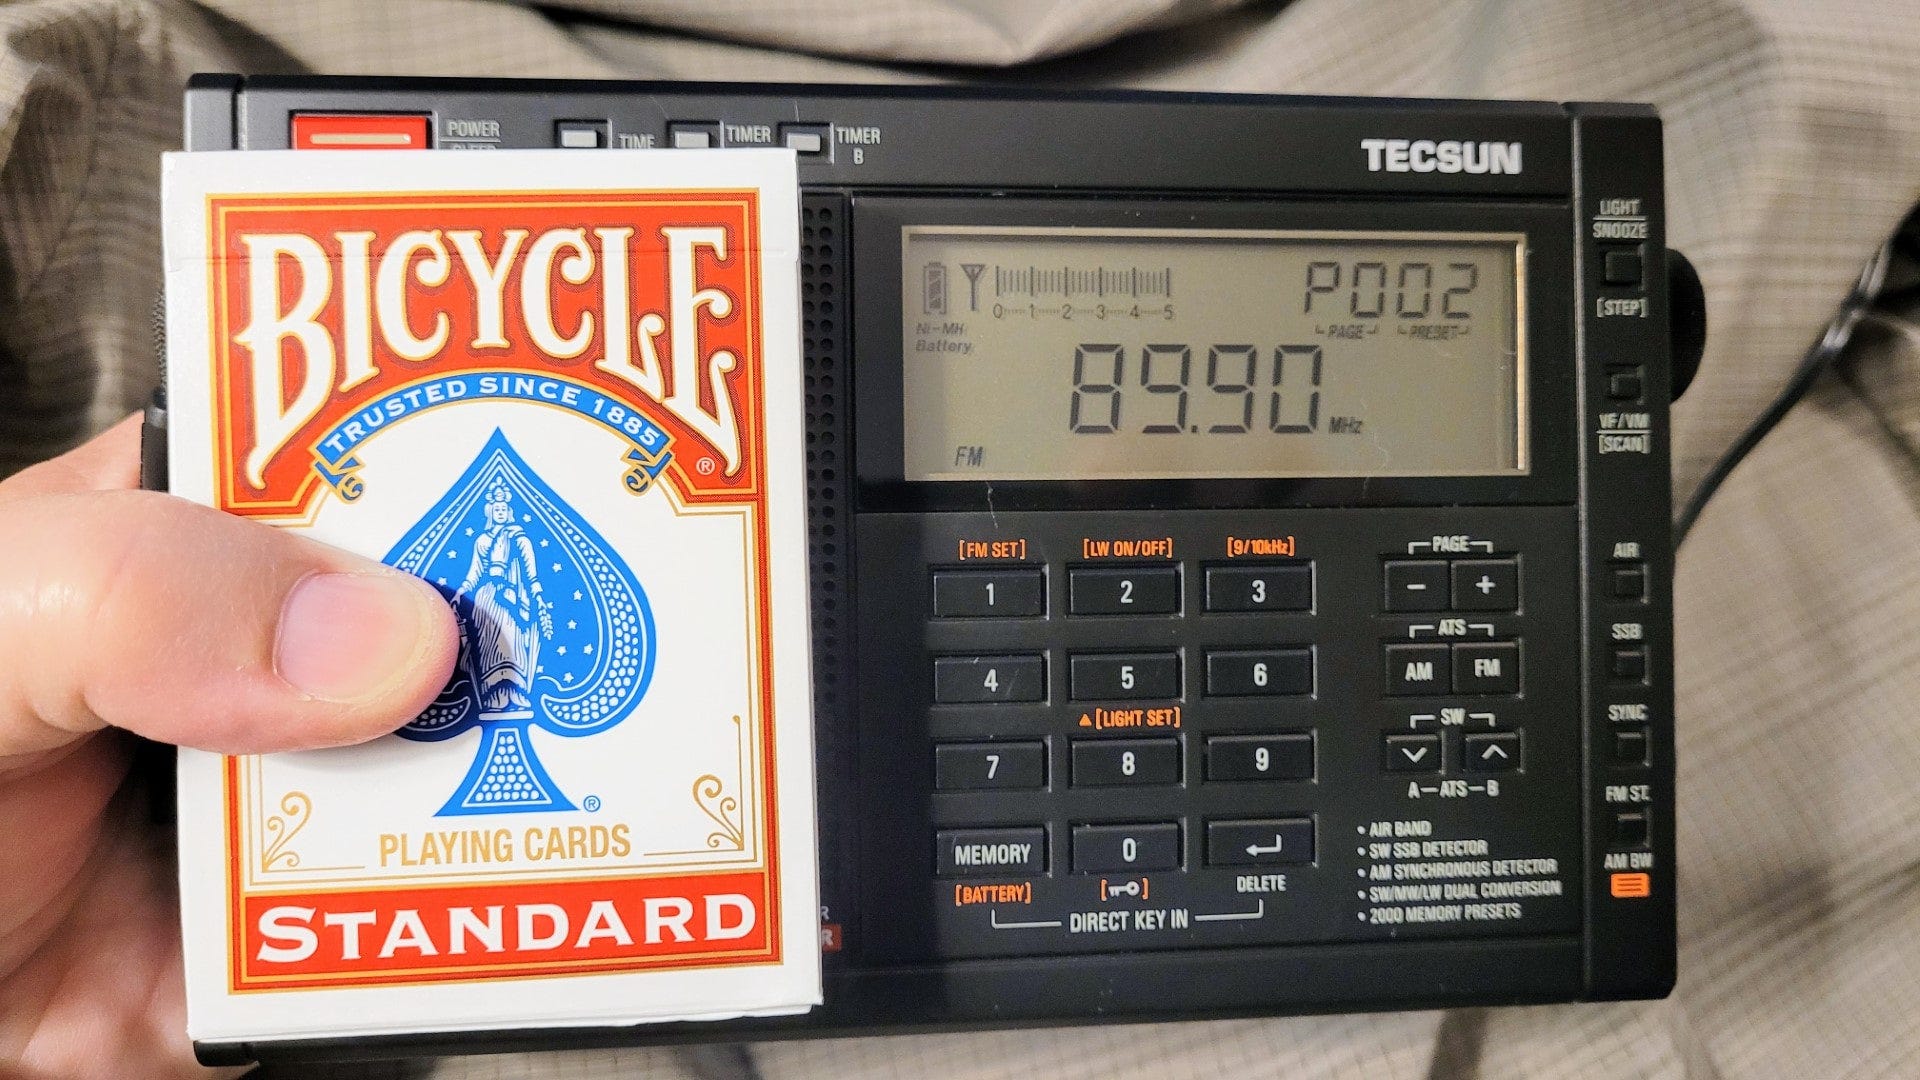 POWER
TIME
TIMER
TIMER
B
TECSUN
BICYCLE
®
TRUSTED SINCE 1885
®
PLAYING CARDS
STANDARD
P002
PAGE PRESET
0 1 2 3 4 5
Ni-MH
Battery
89.90 MHz
FM
LIGHT
SNOOZE
[STEP]
VF/VM
[SCAN]
AIR
SSB
SYNC
FM ST.
AM BW
[FM SET] [LW ON/OFF] [9/10kHz]
1 2 3
4 5 6
[LIGHT SET]
7 8 9
MEMORY 0
[BATTERY] DELETE
DIRECT KEY IN
PAGE
- +
ATS
AM FM
SW
A-ATS-B
• AIR BAND
• SW SSB DETECTOR
• AM SYNCHRONOUS DETECTOR
• SW/MW/LW DUAL CONVERSION
• 2000 MEMORY PRESETS
R
R